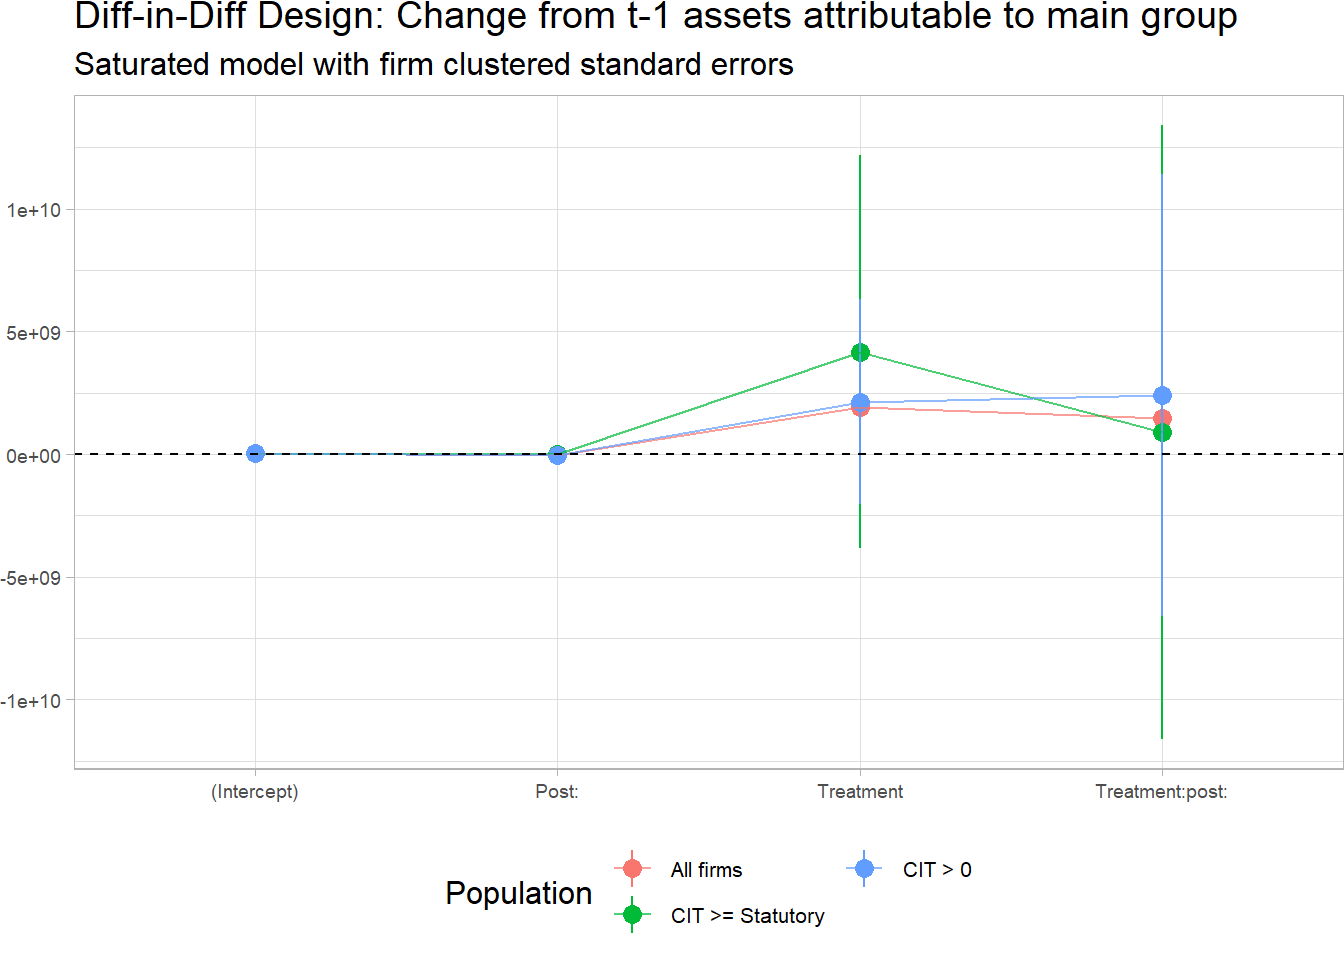 Diff-in-Diff Design: Change from t-1 assets attributable to main group
Saturated model with firm clustered standard errors
1e+10
5e+09
0e+00
-5e+09
-1e+10
(Intercept)
Post:
Treatment
Treatment:post:
Population
All firms
CIT > 0
CIT >= Statutory